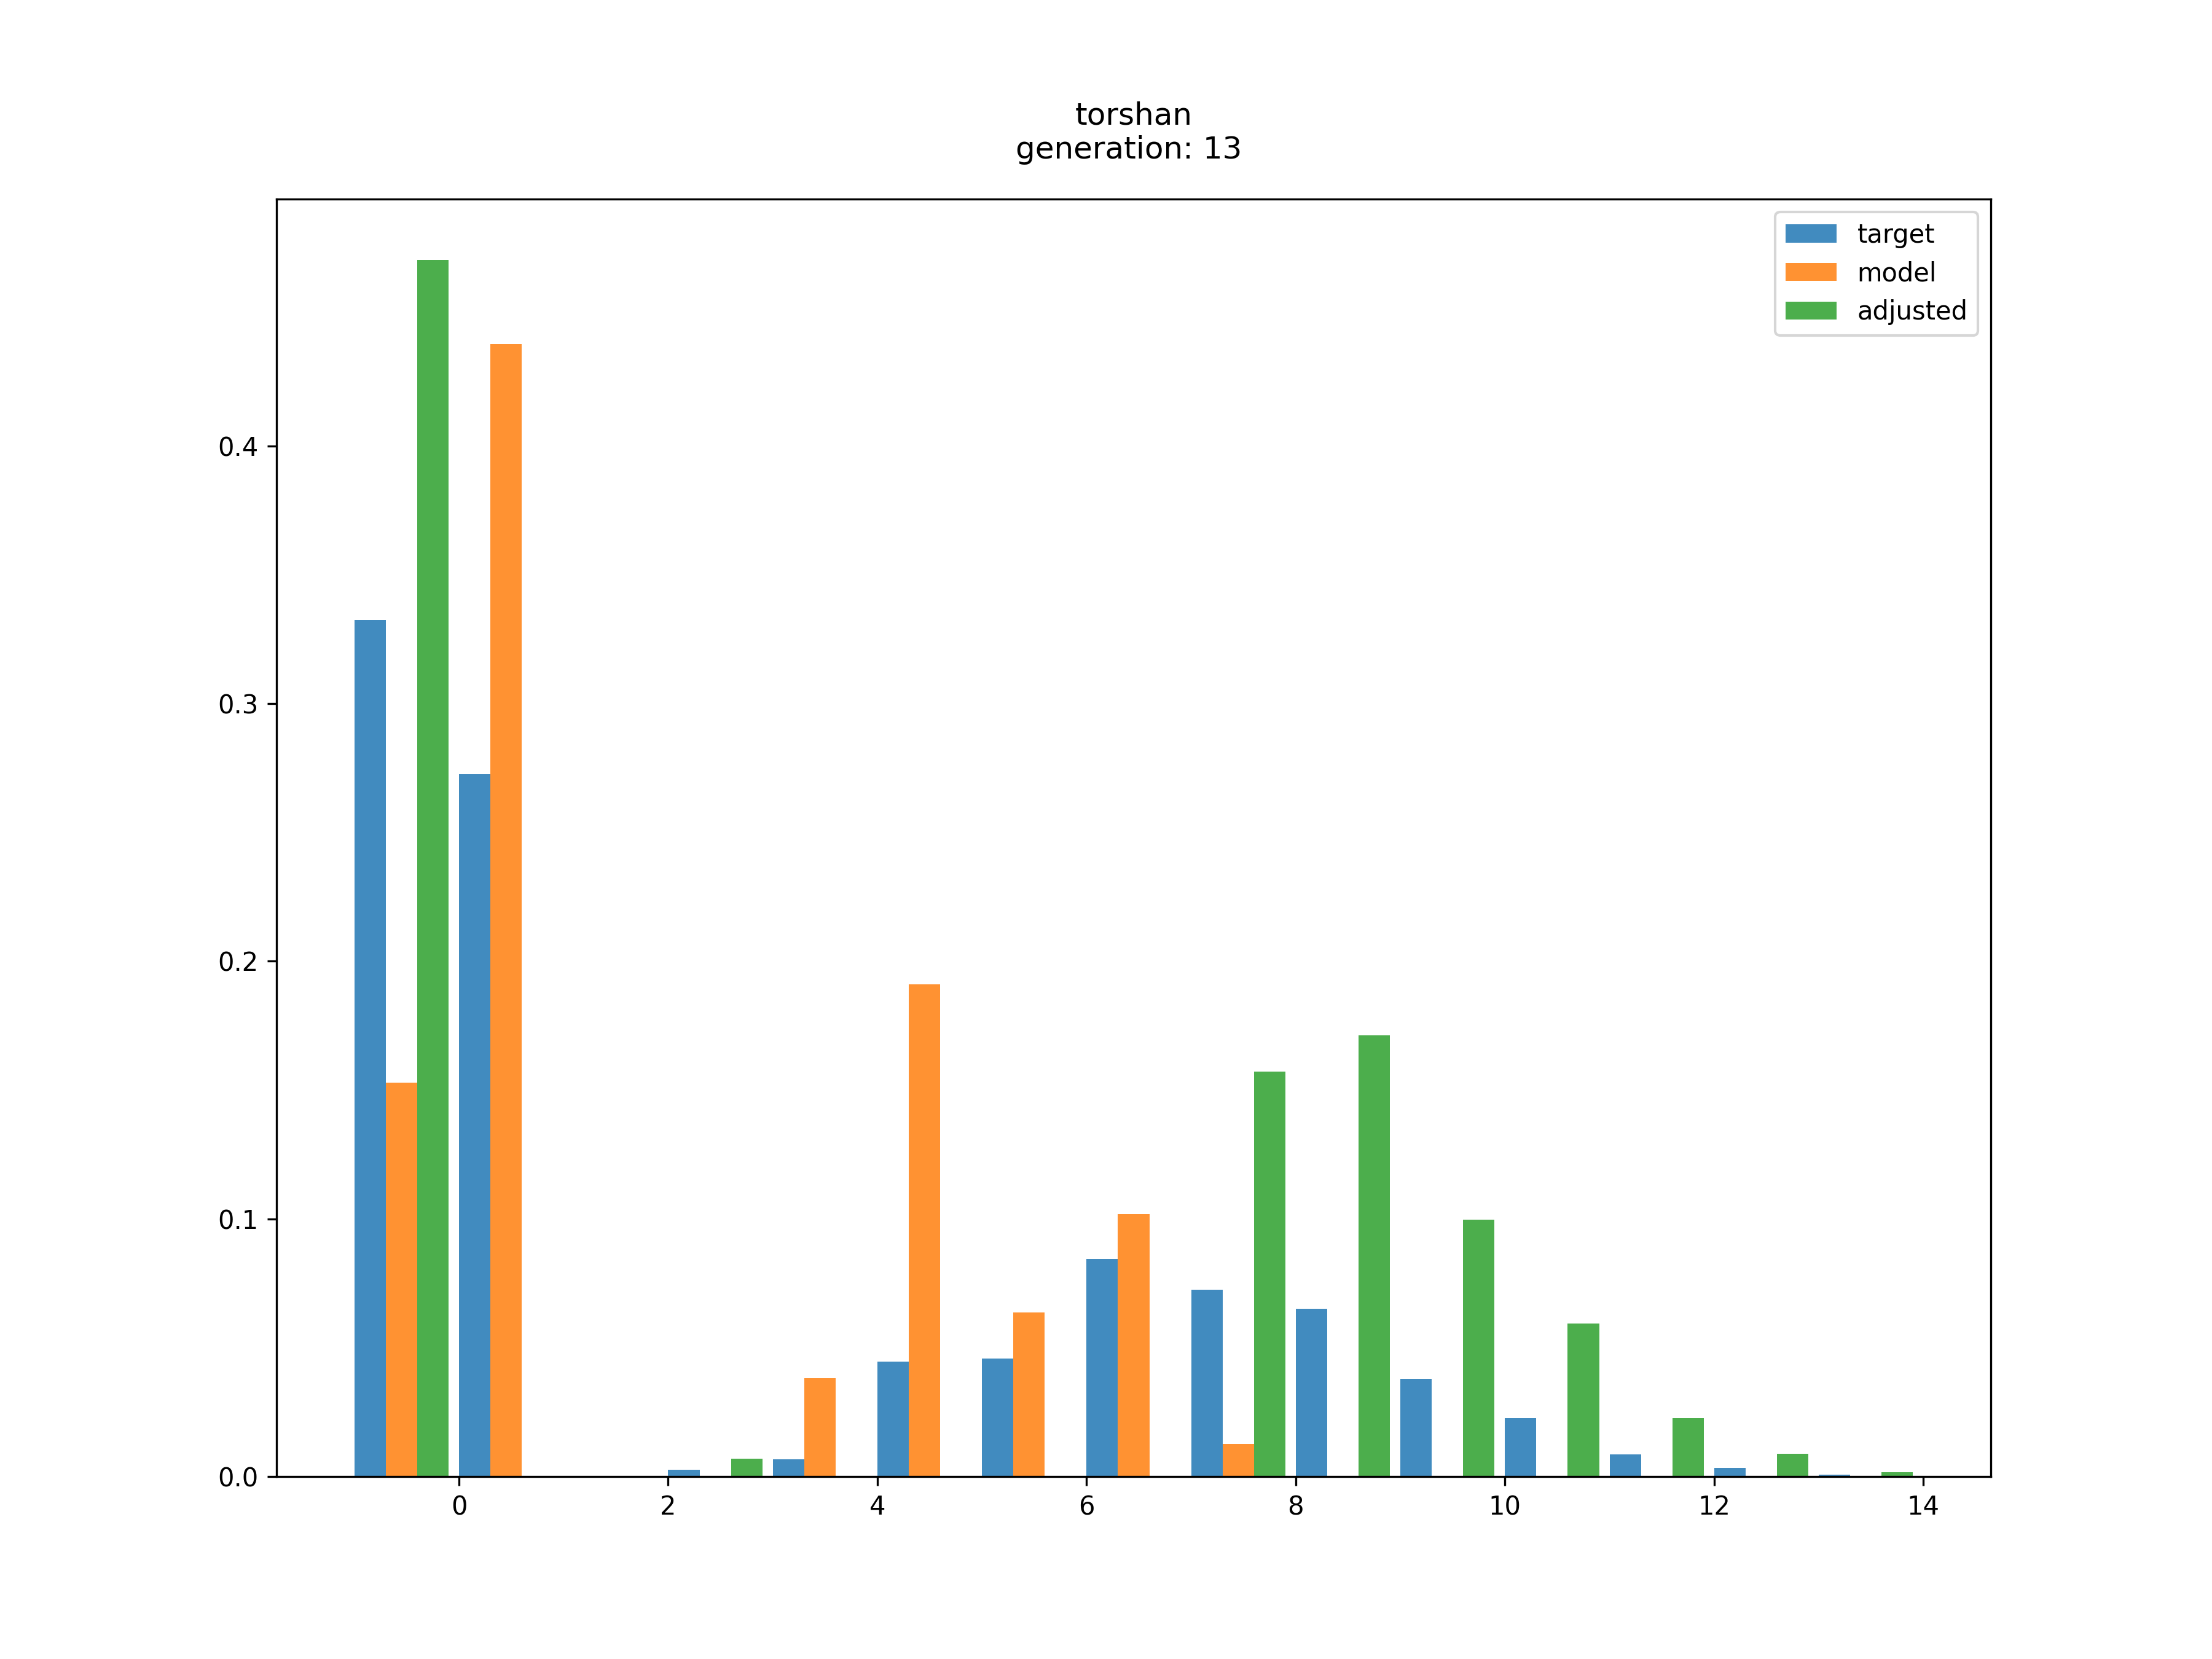 torshan
generation: 13
target
model
adjusted
0.4
0.3
0.2
0.1
0.0
0 2 4 6 8 10 12 14